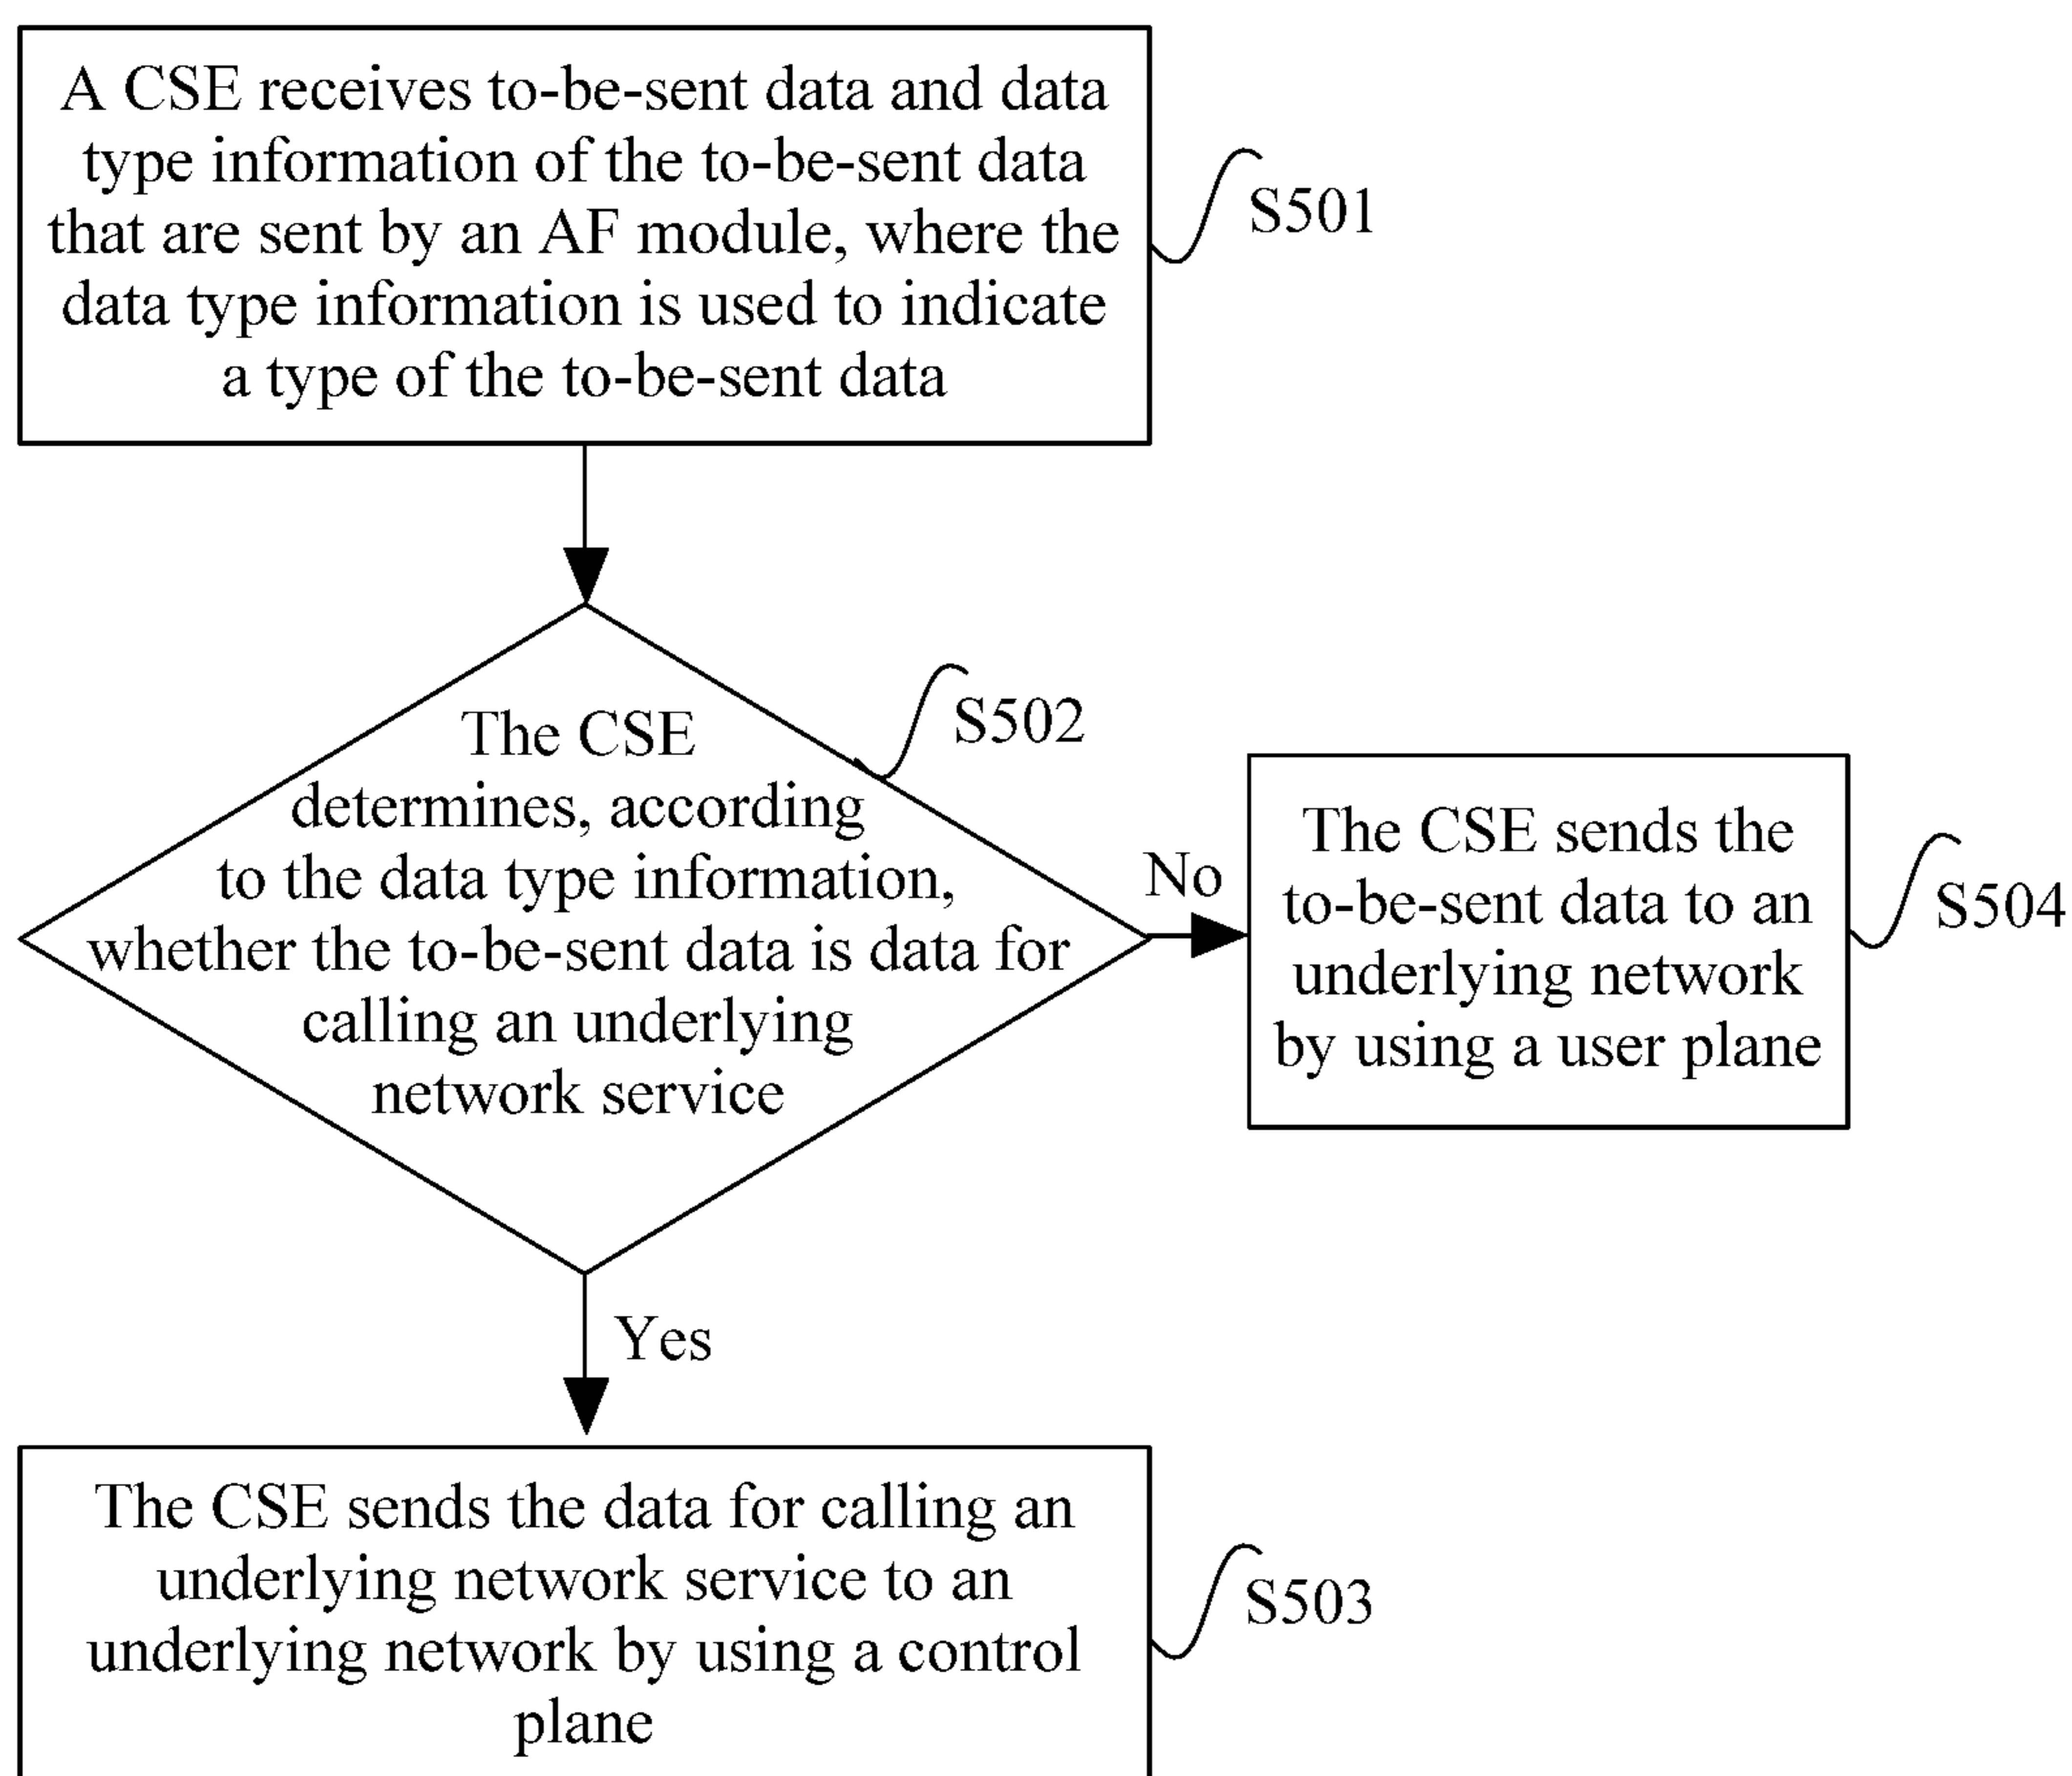 A CSE receives to-be-sent data and data
type information of the to-be-sent data
that are sent by an AF module, where the
data type information is used to indicate
a type of the to-be-sent data
S501
The CSE
determines, according
to the data type information,
whether the to-be-sent data is data for
calling an underlying
network service
S502
No
The CSE sends the
to-be-sent data to an
underlying network
by using a user plane
S504
Yes
The CSE sends the data for calling an
underlying network service to an
underlying network by using a control
plane
S503